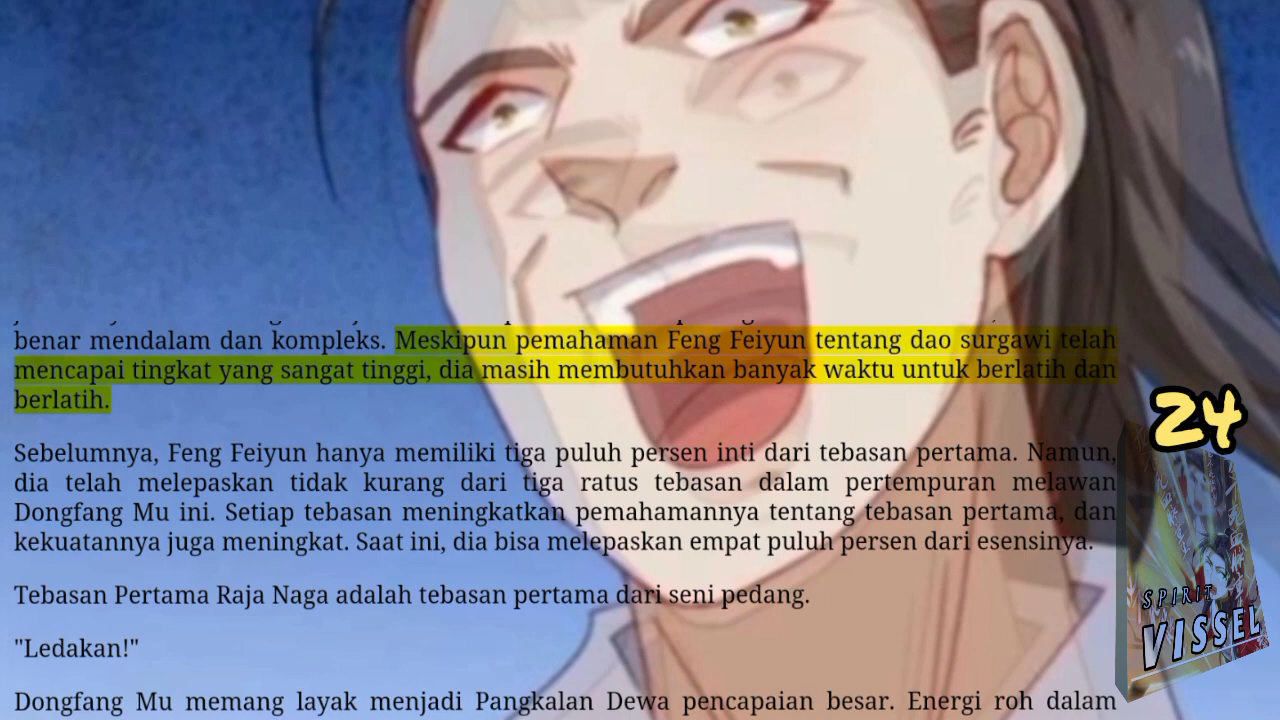 benar mendalam dan kompleks. Meskipun pemahaman Feng Feiyun tentang dao surgawi telah
mencapai tingkat yang sangat tinggi, dia masih membutuhkan banyak waktu untuk berlatih dan
berlatih.
Sebelumnya, Feng Feiyun hanya memiliki tiga puluh persen inti dari tebasan pertama. Namun,
dia telah melepaskan tidak kurang dari tiga ratus tebasan dalam pertempuran melawan
Dongfang Mu ini. Setiap tebasan meningkatkan pemahamannya tentang tebasan pertama, dan
kekuatannya juga meningkat. Saat ini, dia bisa melepaskan empat puluh persen dari esensinya.
Tebasan Pertama Raja Naga adalah tebasan pertama dari seni pedang.
"Ledakan!"
Dongfang Mu memang layak menjadi Pangkalan Dewa pencapaian besar. Energi roh dalam
24
SPIRIT
VISSEL